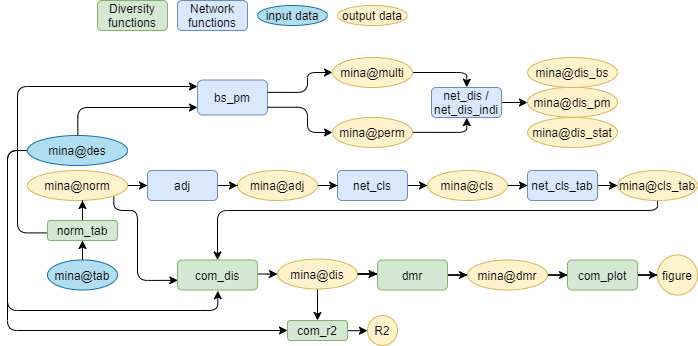 Diversity
functions
Network
functions
input data
output data
mina@dis_bs
mina@multi
bs_pm
net_dis /
net_dis_indi
mina@dis_pm
mina@perm
mina@dis_stat
mina@des
mina@norm
adj
mina@adj
net_cls
mina@cls
net_cls_tab
mina@cls_tab
norm_tab
mina@tab
com_dis
mina@dis
dmr
mina@dmr
com_plot
figure
com_r2
R2